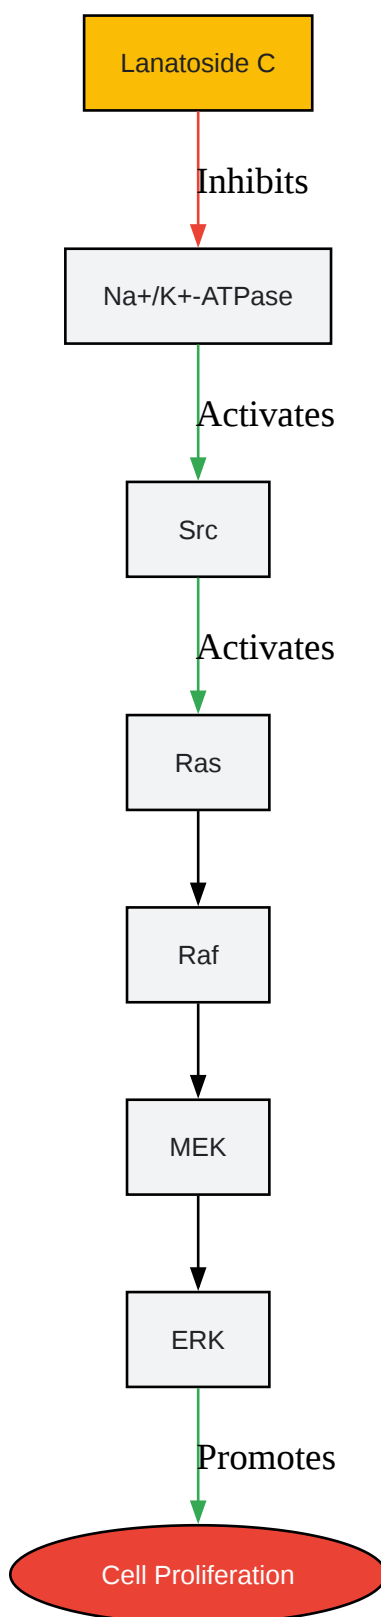 Lanatoside C
Inhibits
Na+/K+-ATPase
Activates
Src
Activates
Ras
Raf
MEK
ERK
Promotes
Cell Proliferation